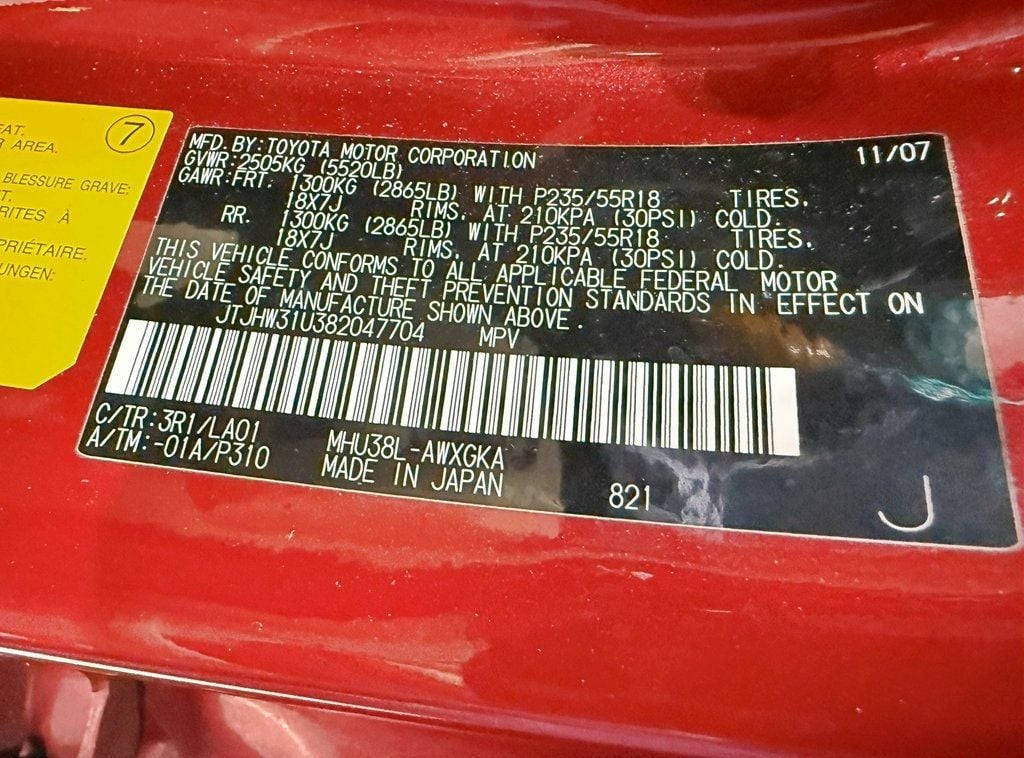 7
EAT.
R AREA.
BLESSURE GRAVE:
RITES À
PRIÉTAIRE.
UNGEN:
MFD. BY: TOYOTA MOTOR CORPORATION 11/07
GVWR: 2505KG (5520LB)
GAWR: FRT. 1300KG (2865LB) WITH P235/55R18 TIRES.
18X7J RIMS. AT 210KPA (30PSI) COLD.
RR. 1300KG (2865LB) WITH P235/55R18 TIRES.
18X7J RIMS. AT 210KPA (30PSI) COLD.
THIS VEHICLE CONFORMS TO ALL APPLICABLE FEDERAL MOTOR
VEHICLE SAFETY AND THEFT PREVENTION STANDARDS IN EFFECT ON
THE DATE OF MANUFACTURE SHOWN ABOVE.
JTJHW31U382047704 MPV
C/TR: 3R1/LA01 MHU38L-AWXGKA
A/TM: -01A/P310 MADE IN JAPAN 821 J